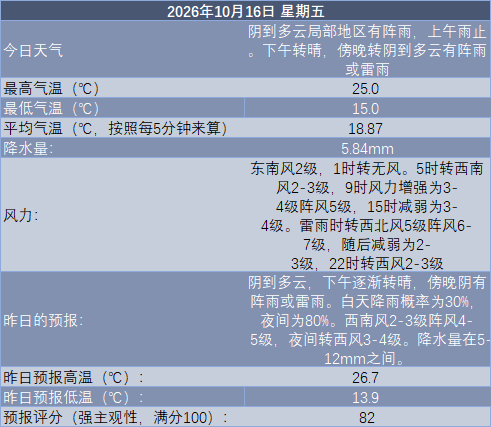 2026年10月16日 星期五
今日天气
阴到多云局部地区有阵雨，上午雨止
。下午转晴，傍晚转阴到多云有阵雨
或雷雨
最高气温（℃）
25.0
最低气温（℃）
15.0
平均气温（℃，按照每5分钟来算）
18.87
降水量：
5.84mm
风力：
东南风2级，1时转无风。5时转西南
风2-3级，9时风力增强为3-
4级阵风5级，15时减弱为3-
4级。雷雨时转西北风5级阵风6-
7级，随后减弱为2-
3级，22时转西风2-3级
昨日的预报：
阴到多云，下午逐渐转晴，傍晚阴有
阵雨或雷雨。白天降雨概率为30%，
夜间为80%。西南风2-3级阵风4-
5级，夜间转西风3-4级。降水量在5-
12mm之间。
昨日预报高温（℃）：
26.7
昨日预报低温（℃）：
13.9
预报评分（强主观性，满分100）：
82